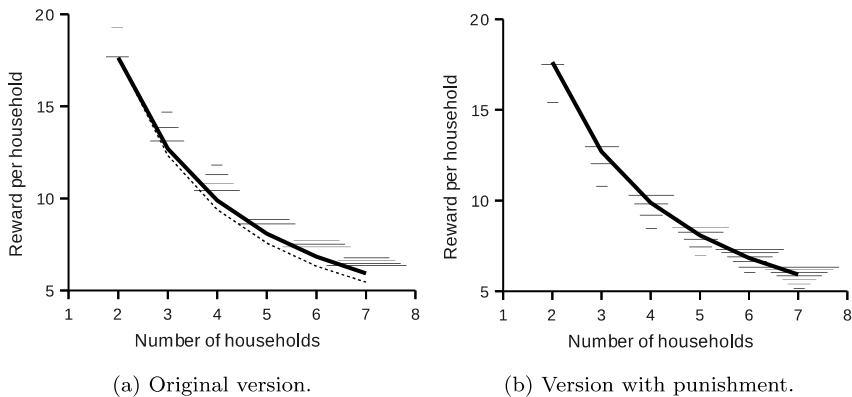 20
15
10
5
Reward per household
1 2 3 4 5 6 7 8
Number of households
(a) Original version.
20
15
10
5
Reward per household
1 2 3 4 5 6 7 8
Number of households
(b) Version with punishment.